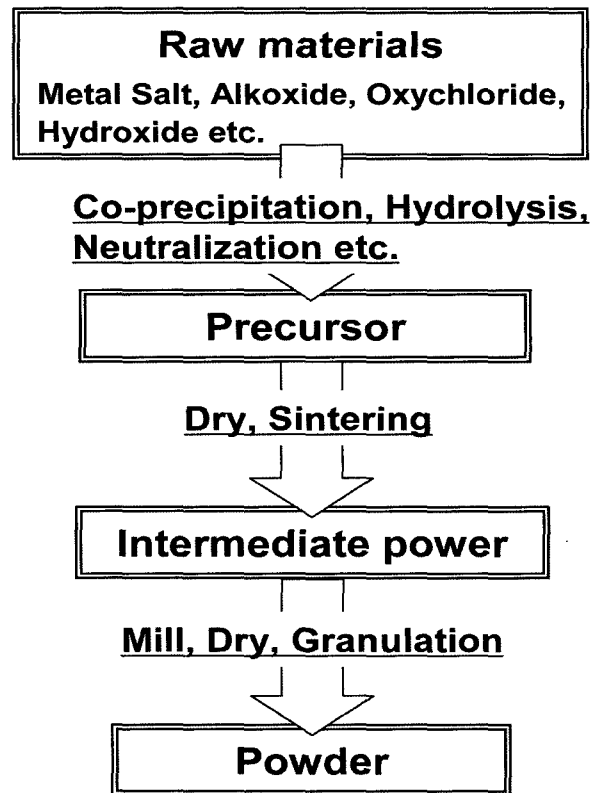 Raw materials
Metal Salt, Alkoxide, Oxychloride,
Hydroxide etc.
Co-precipitation, Hydrolysis,
Neutralization etc.
Precursor
Dry, Sintering
Intermediate power
Mill, Dry, Granulation
Powder